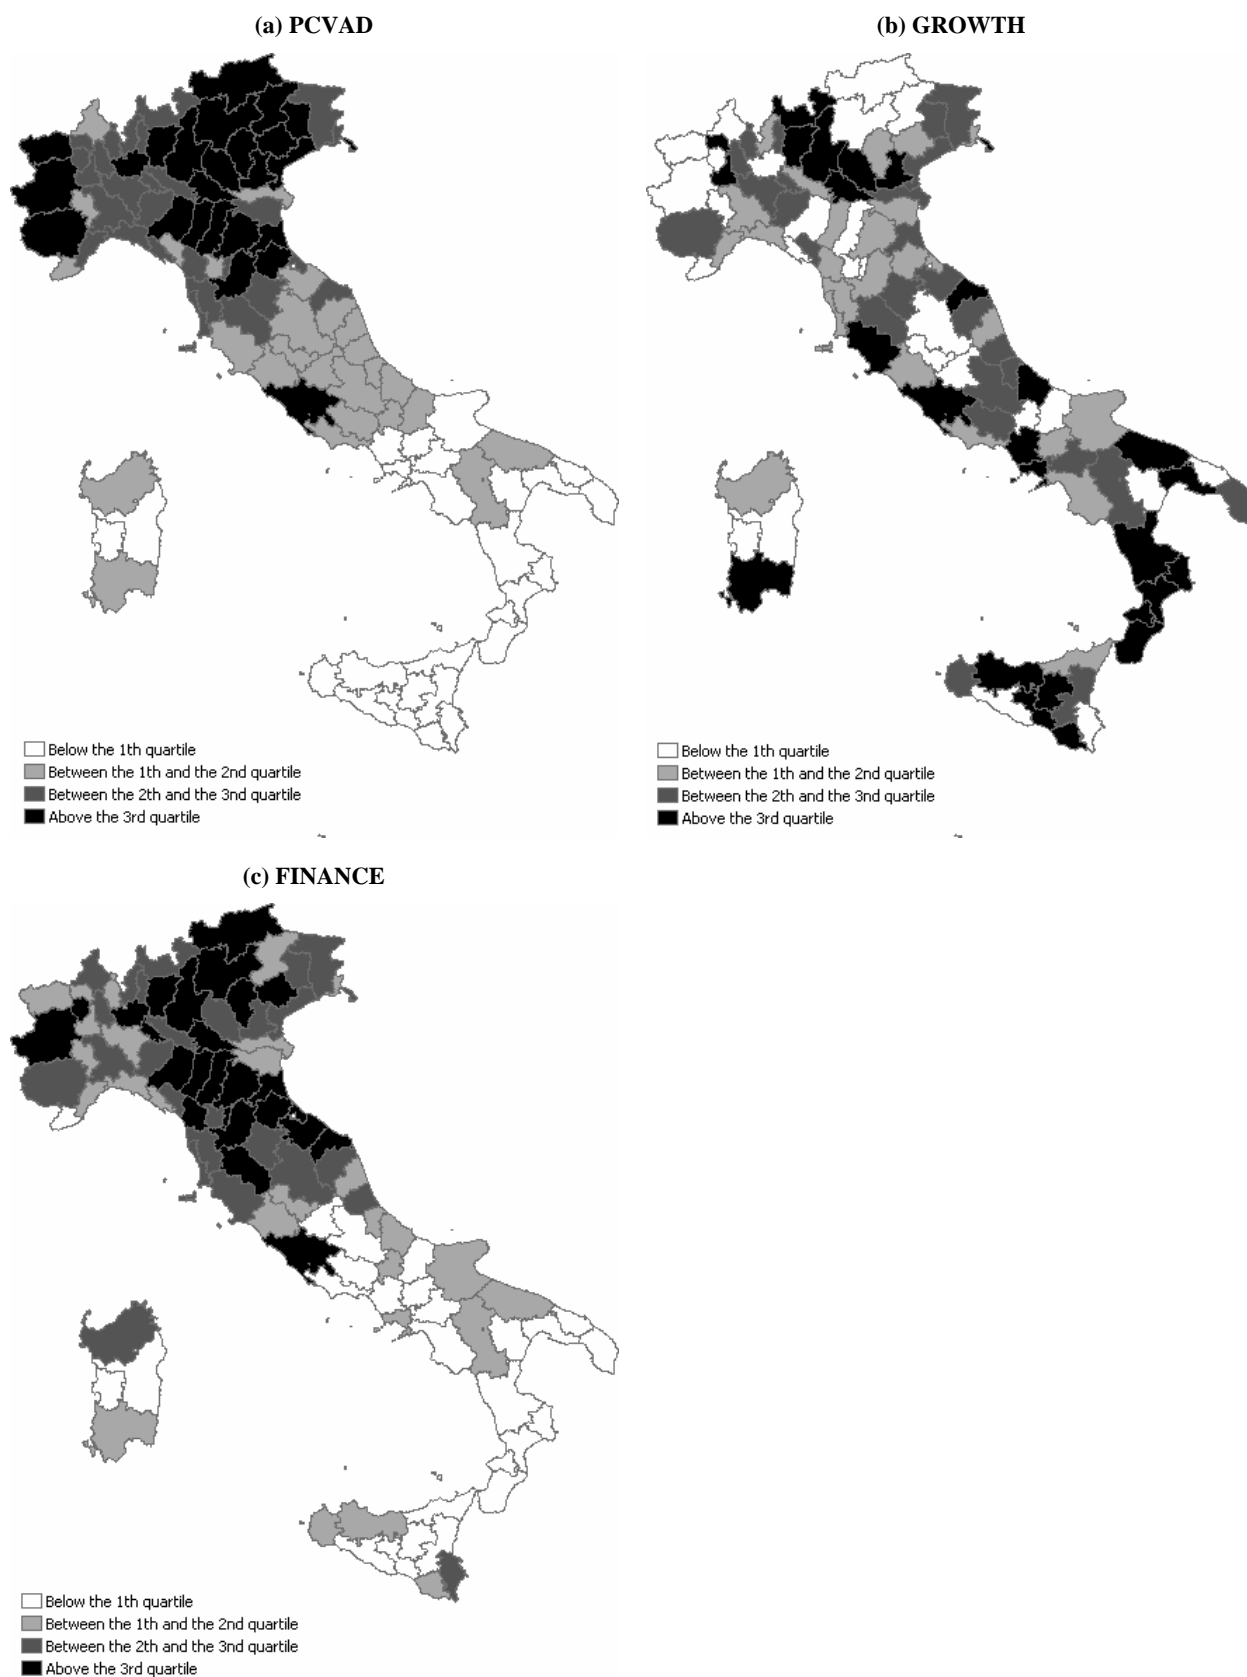 (a) PCVAD
Below the 1th quartile
Between the 1th and the 2nd quartile
Between the 2th and the 3nd quartile
Above the 3rd quartile
(b) GROWTH
Below the 1th quartile
Between the 1th and the 2nd quartile
Between the 2th and the 3nd quartile
Above the 3rd quartile
(c) FINANCE
Below the 1th quartile
Between the 1th and the 2nd quartile
Between the 2th and the 3nd quartile
Above the 3rd quartile